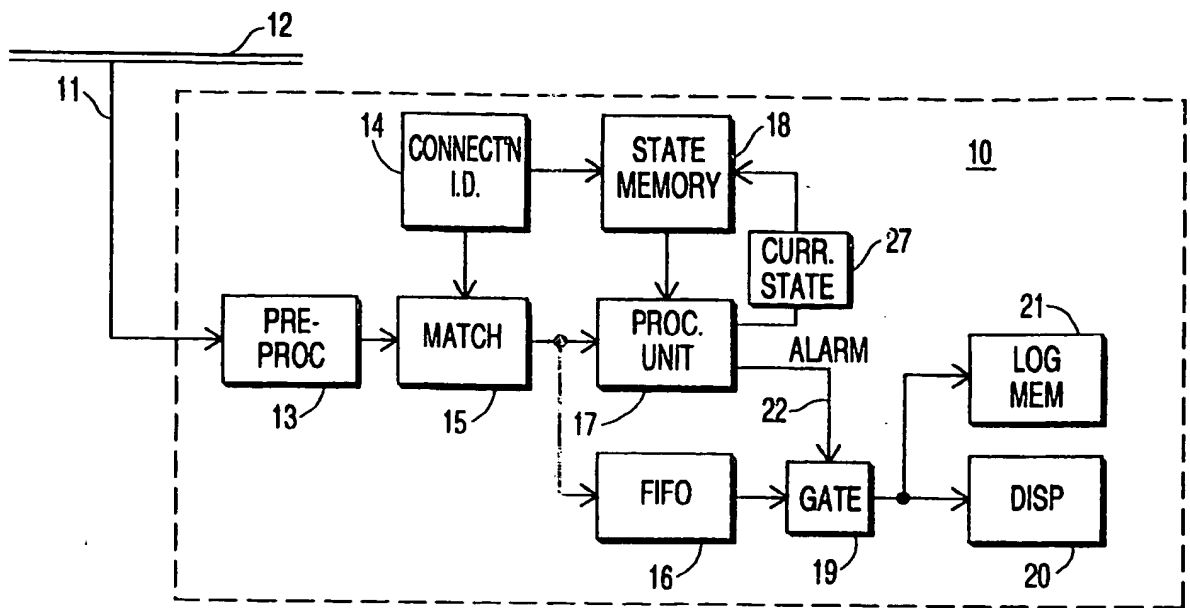 12
11
14
CONNECT'N
I.D.
STATE
MEMORY
18
10
CURR.
STATE
27
PRE-
PROC
13
MATCH
15
PROC.
UNIT
17
ALARM
22
21
LOG
MEM
FIFO
16
GATE
19
DISP
20